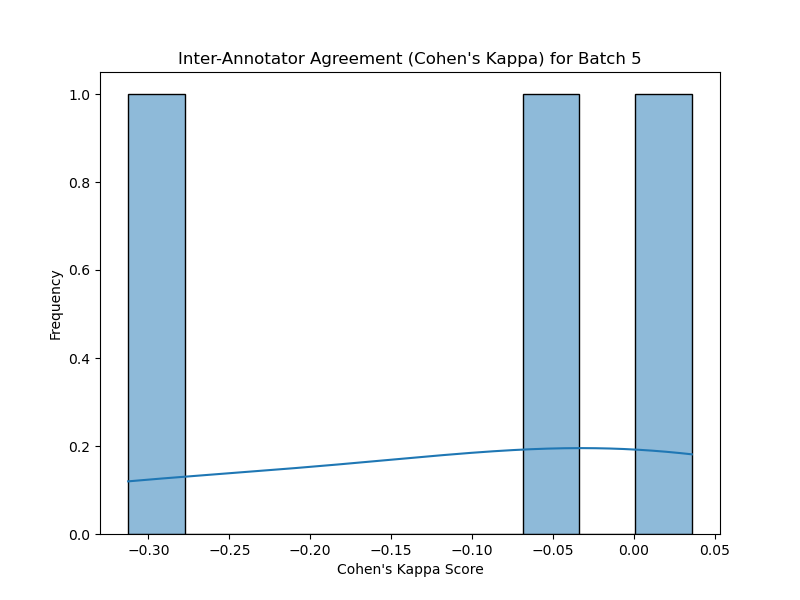 Inter-Annotator Agreement (Cohen's Kappa) for Batch 5
1.0
0.8
0.6
0.4
0.2
0.0
Frequency
−0.30 −0.25 −0.20 −0.15 −0.10 −0.05 0.00 0.05
Cohen's Kappa Score